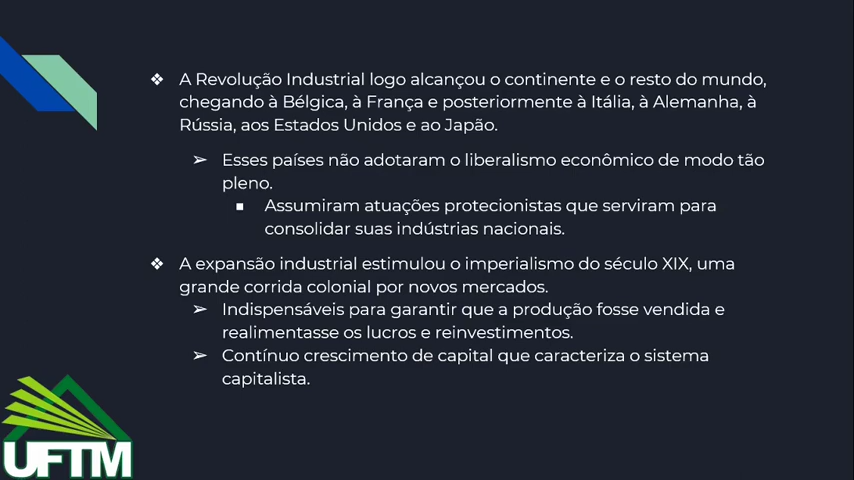 ❖ A Revolução Industrial logo alcançou o continente e o resto do mundo,
chegando à Bélgica, à França e posteriormente à Itália, à Alemanha, à
Rússia, aos Estados Unidos e ao Japão.
➢ Esses países não adotaram o liberalismo econômico de modo tão
pleno.
■ Assumiram atuações protecionistas que serviram para
consolidar suas indústrias nacionais.
❖ A expansão industrial estimulou o imperialismo do século XIX, uma
grande corrida colonial por novos mercados.
➢ Indispensáveis para garantir que a produção fosse vendida e
realimentasse os lucros e reinvestimentos.
➢ Contínuo crescimento de capital que caracteriza o sistema
capitalista.
UFTM